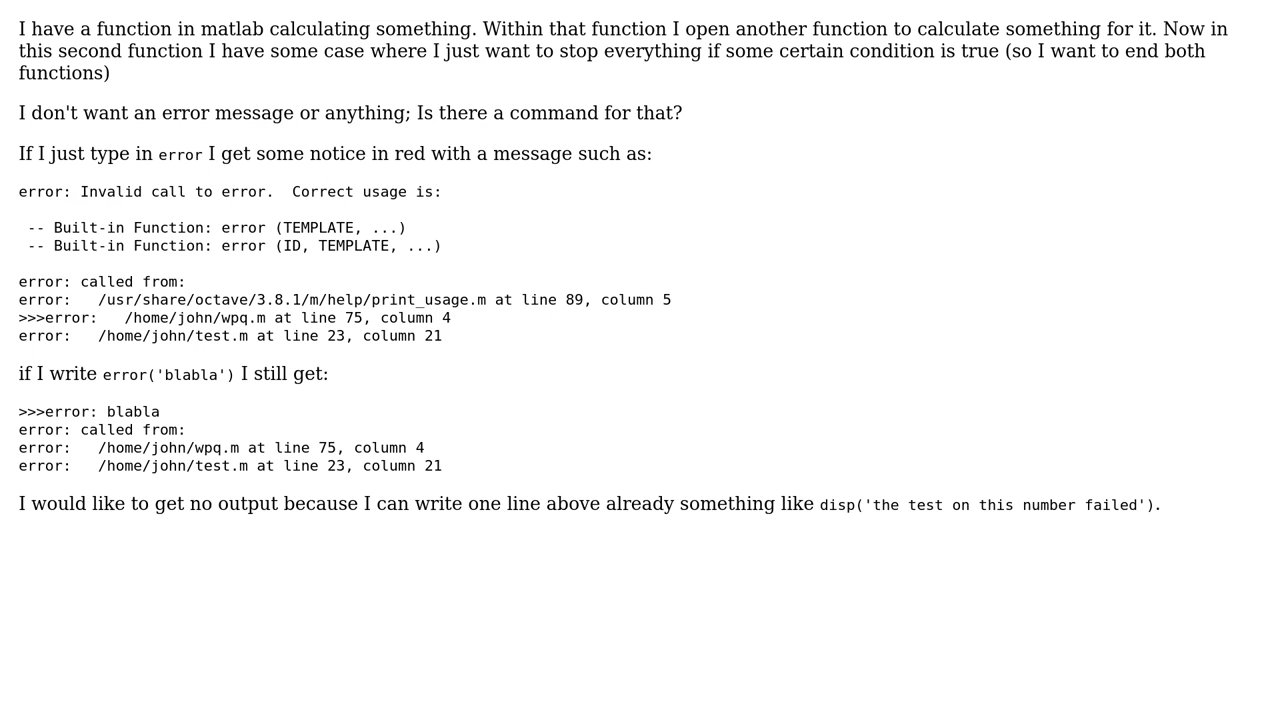 I have a function in matlab calculating something. Within that function I open another function to calculate something for it. Now in
this second function I have some case where I just want to stop everything if some certain condition is true (so I want to end both
functions)
I don't want an error message or anything; Is there a command for that?
If I just type in error I get some notice in red with a message such as:
error: Invalid call to error.  Correct usage is:
 -- Built-in Function: error (TEMPLATE, ...)
 -- Built-in Function: error (ID, TEMPLATE, ...)
error: called from:
error:   /usr/share/octave/3.8.1/m/help/print_usage.m at line 89, column 5
>>>error:   /home/john/wpq.m at line 75, column 4
error:   /home/john/test.m at line 23, column 21
if I write error('blabla') I still get:
>>>error: blabla
error: called from:
error:   /home/john/wpq.m at line 75, column 4
error:   /home/john/test.m at line 23, column 21
I would like to get no output because I can write one line above already something like disp('the test on this number failed').